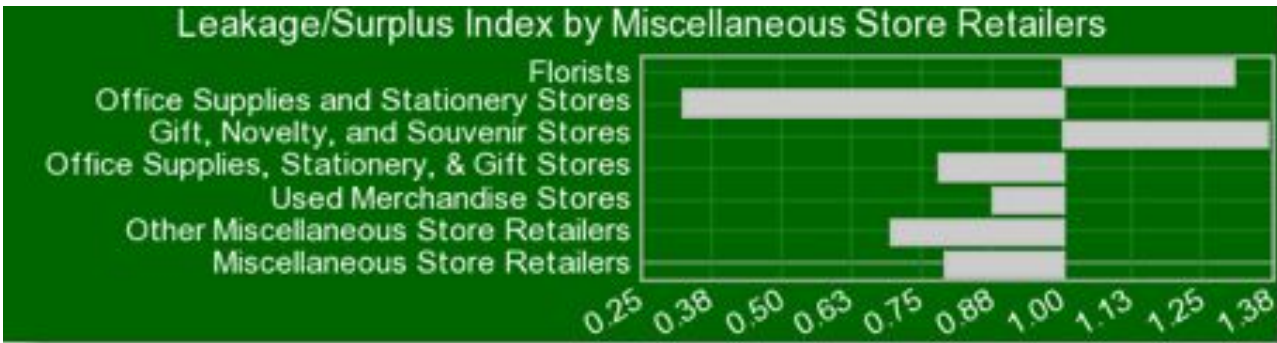 Leakage/Surplus Index by Miscellaneous Store Retailers
Florists
Office Supplies and Stationery Stores
Gift, Novelty, and Souvenir Stores
Office Supplies, Stationery, & Gift Stores
Used Merchandise Stores
Other Miscellaneous Store Retailers
Miscellaneous Store Retailers
0.25 0.38 0.50 0.63 0.75 0.88 1.00 1.13 1.25 1.38